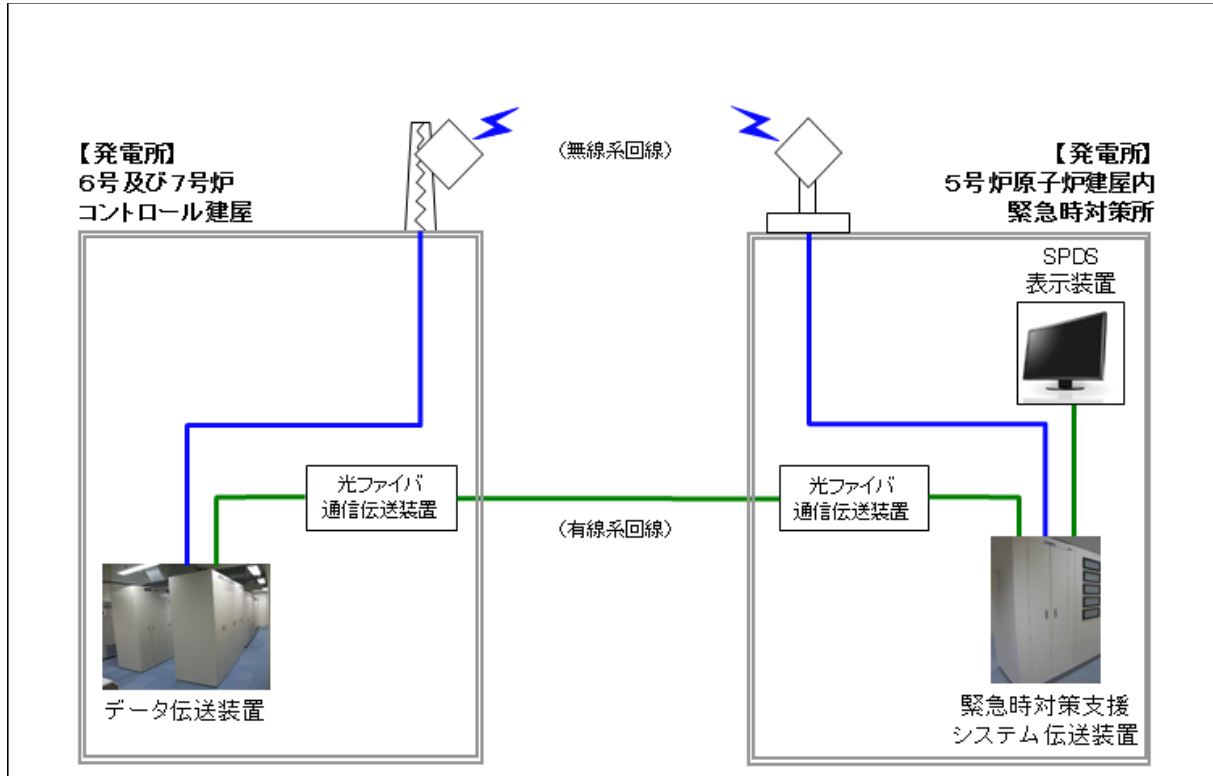 【発電所】
6号及び7号炉
コントロール建屋
(無線系回線)
【発電所】
5号炉原子炉建屋内
緊急時対策所
SPDS
表示装置
光ファイバ
通信伝送装置
(有線系回線)
光ファイバ
通信伝送装置
データ伝送装置
緊急時対策支援
システム伝送装置